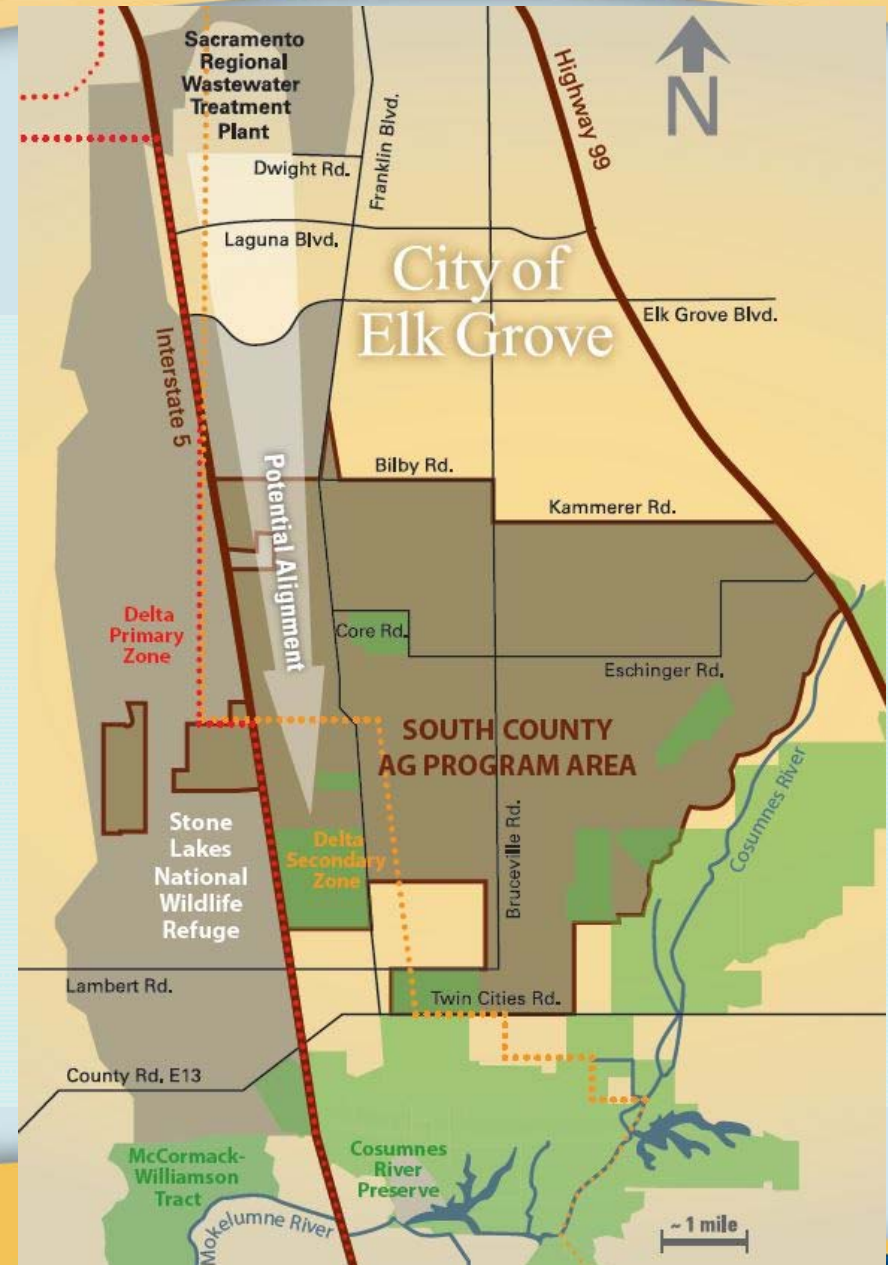 Sacramento
Regional
Wastewater
Treatment
Plant
Highway 99
N
Franklin Blvd.
Dwight Rd.
Laguna Blvd.
City of
Elk Grove
Elk Grove Blvd.
Interstate 5
Potential Alignment
Bilby Rd.
Kammerer Rd.
Delta
Primary
Zone
Core Rd.
Eschinger Rd.
SOUTH COUNTY
AG PROGRAM AREA
Stone
Lakes
National
Wildlife
Refuge
Delta
Secondary
Zone
Bruceville Rd.
Cosumnes River
Lambert Rd.
Twin Cities Rd.
County Rd, E13
McCormack-
Williamson
Tract
Cosumnes
River
Preserve
Mokelumne River
~ 1 mile